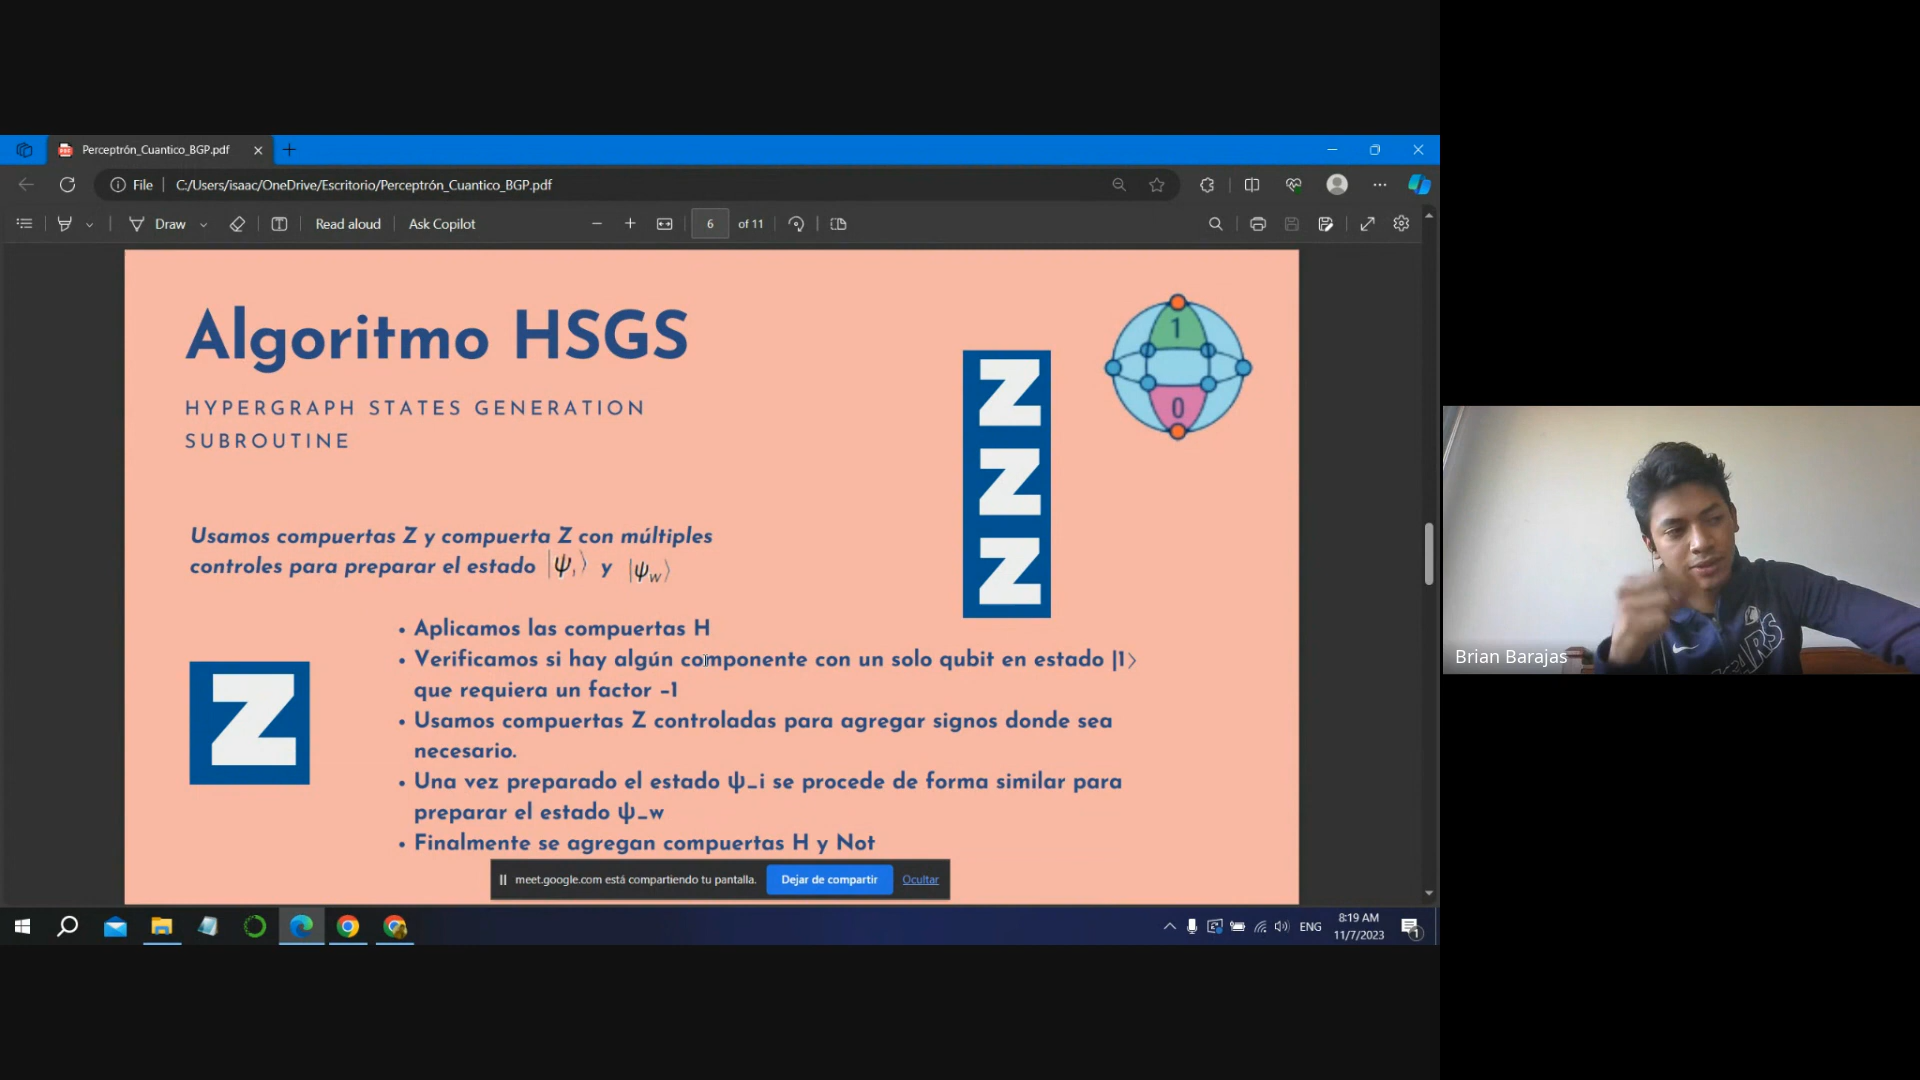 Perceptrón_Cuantico_BGP.pdf
File
C:/Users/isaac/OneDrive/Escritorio/Perceptrón_Cuantico_BGP.pdf
Draw
Read aloud
Ask Copilot
6
of 11
Algoritmo HSGS
HYPERGRAPH STATES GENERATION
SUBROUTINE
1
0
Z
Z
Z
Usamos compuertas Z y compuerta Z con múltiples
controles para preparar el estado |ψᵢ⟩ y |ψ_w⟩
Z
• Aplicamos las compuertas H
• Verificamos si hay algún componente con un solo qubit en estado |1⟩
que requiera un factor -1
• Usamos compuertas Z controladas para agregar signos donde sea
necesario.
• Una vez preparado el estado ψ_i se procede de forma similar para
preparar el estado ψ_w
• Finalmente se agregan compuertas H y Not
meet.google.com está compartiendo tu pantalla.
Dejar de compartir
Ocultar
ENG
8:19 AM
11/7/2023
1
Brian Barajas